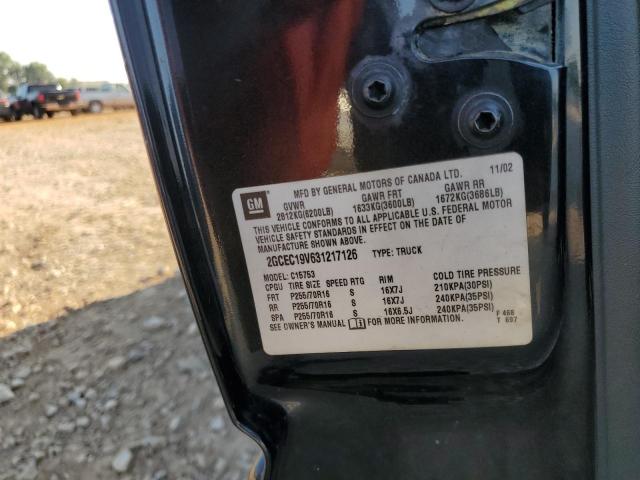 GM
MFD BY GENERAL MOTORS OF CANADA LTD. 11/02
GVWR GAWR FRT GAWR RR
2812KG(6200LB) 1633KG(3600LB) 1672KG(3686LB)
THIS VEHICLE CONFORMS TO ALL APPLICABLE U.S. FEDERAL MOTOR
VEHICLE SAFETY STANDARDS IN EFFECT ON THE DATE OF
MANUFACTURE SHOWN ABOVE.
2GCEC19V631217126 TYPE: TRUCK
MODEL: C15753
CPGU TIRE SIZE SPEED RTG RIM COLD TIRE PRESSURE
FRT P255/70R16 S 16X7J 210KPA(30PSI)
RR P255/70R16 S 16X7J 240KPA(35PSI)
SPA P255/70R16 S 16X6.5J 240KPA(35PSI)
SEE OWNER'S MANUAL FOR MORE INFORMATION. F 468
T 697